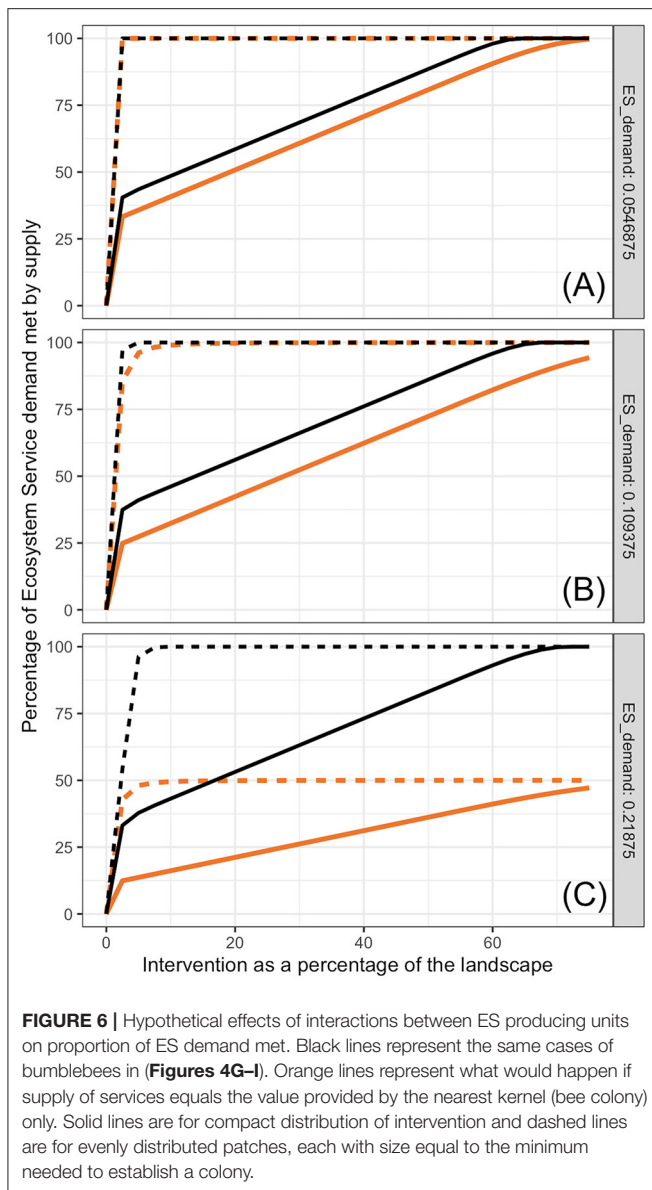 Percentage of Ecosystem Service demand met by supply
100
75
50
25
0
(A)
ES_demand: 0.0546875
100
75
50
25
0
(B)
ES_demand: 0.109375
100
75
50
25
0
(C)
ES_demand: 0.21875
0
20
40
60
Intervention as a percentage of the landscape
FIGURE 6 | Hypothetical effects of interactions between ES producing units
on proportion of ES demand met. Black lines represent the same cases of
bumblebees in (Figures 4G–I). Orange lines represent what would happen if
supply of services equals the value provided by the nearest kernel (bee colony)
only. Solid lines are for compact distribution of intervention and dashed lines
are for evenly distributed patches, each with size equal to the minimum
needed to establish a colony.